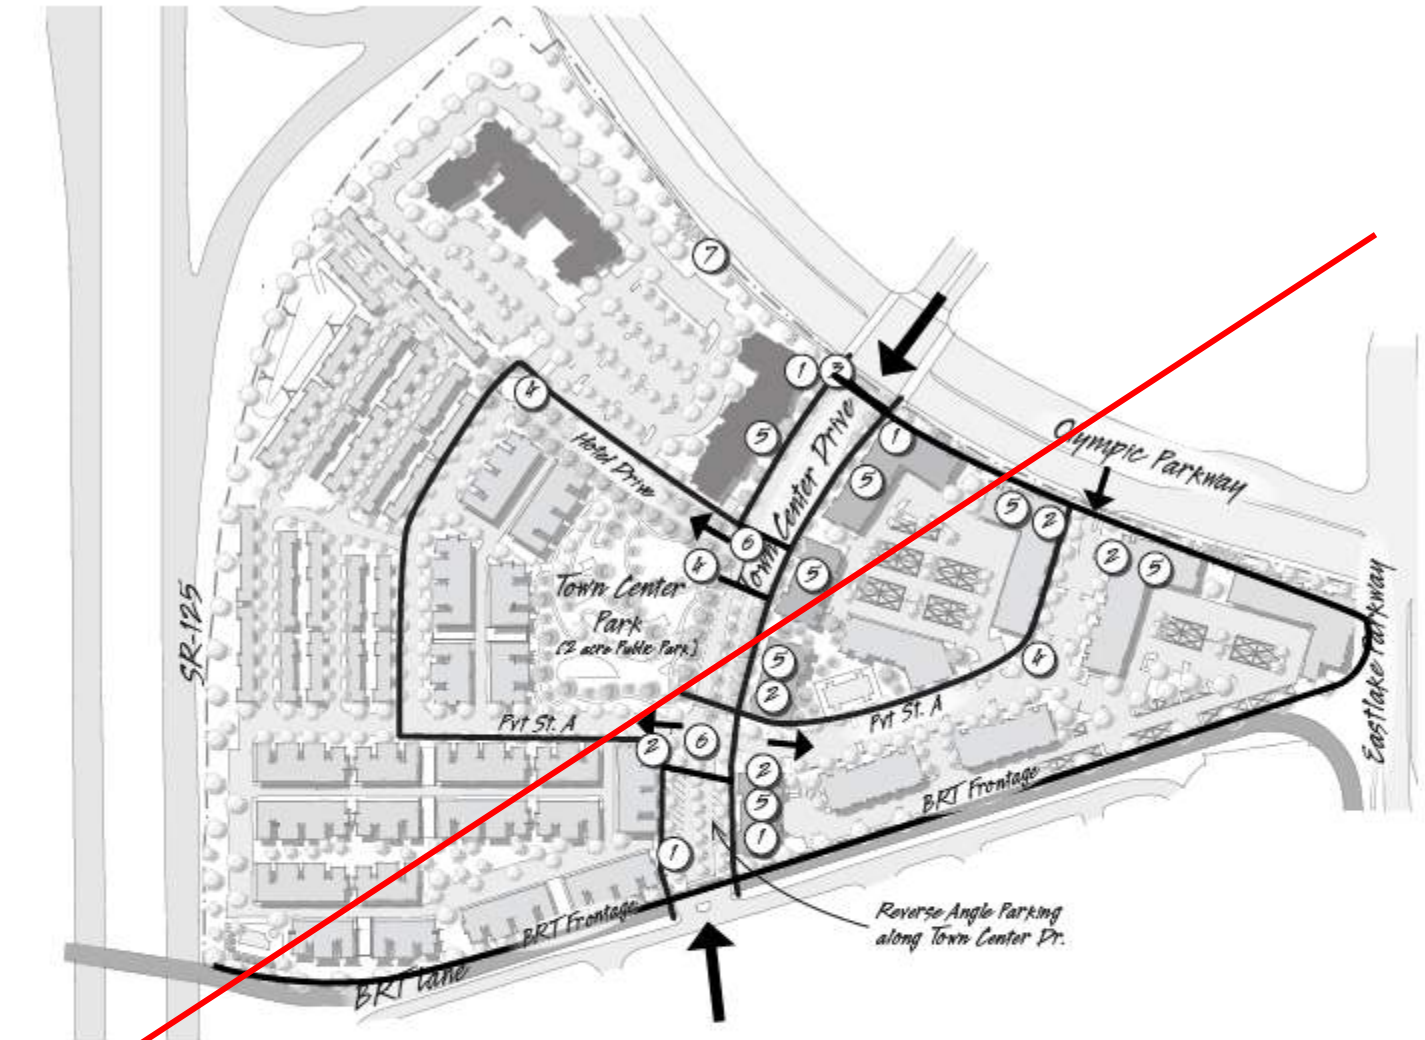 7
1
3
4
5
1
Hotel Drive
Town Center Drive
5
Olympic Parkway
5
2
2
5
6
4
5
Town Center
Park
(2 acre Public Park)
SR-125
Eastlake Parkway
5
4
2
Pvt St. A
Pvt St. A
2
6
2
5
BRT Frontage
1
1
BRT Frontage
Reverse Angle Parking
along Town Center Dr.
BRT Lane